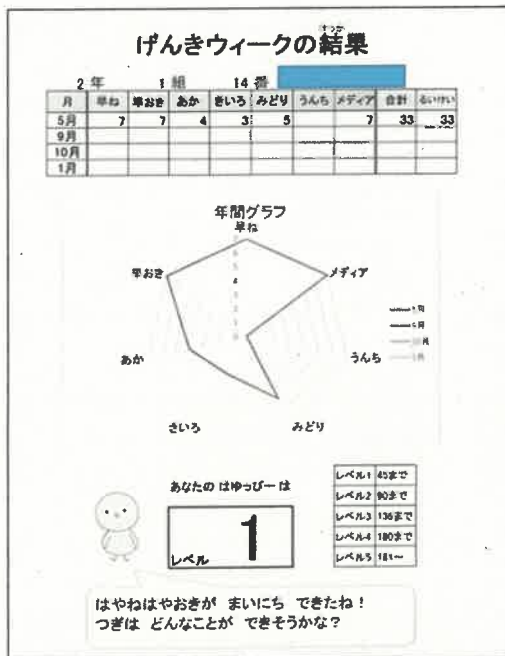 げんきウィークの結果
けっか
2 年 1 組 14 番
月 早ね 早おき あか きいろ みどり うんち メディア 合計 るいけい
5月 7 7 4 3 5 7 33 33
9月
10月
1月
年間グラフ
早ね
メディア
うんち
みどり
きいろ
あか
早おき
あなたの はゆっぴー は
レベル 1
レベル1 45まで
レベル2 90まで
レベル3 135まで
レベル4 180まで
レベル5 181～
はやねはやおきが まいにち できたね！
つぎは どんなことが できそうかな？